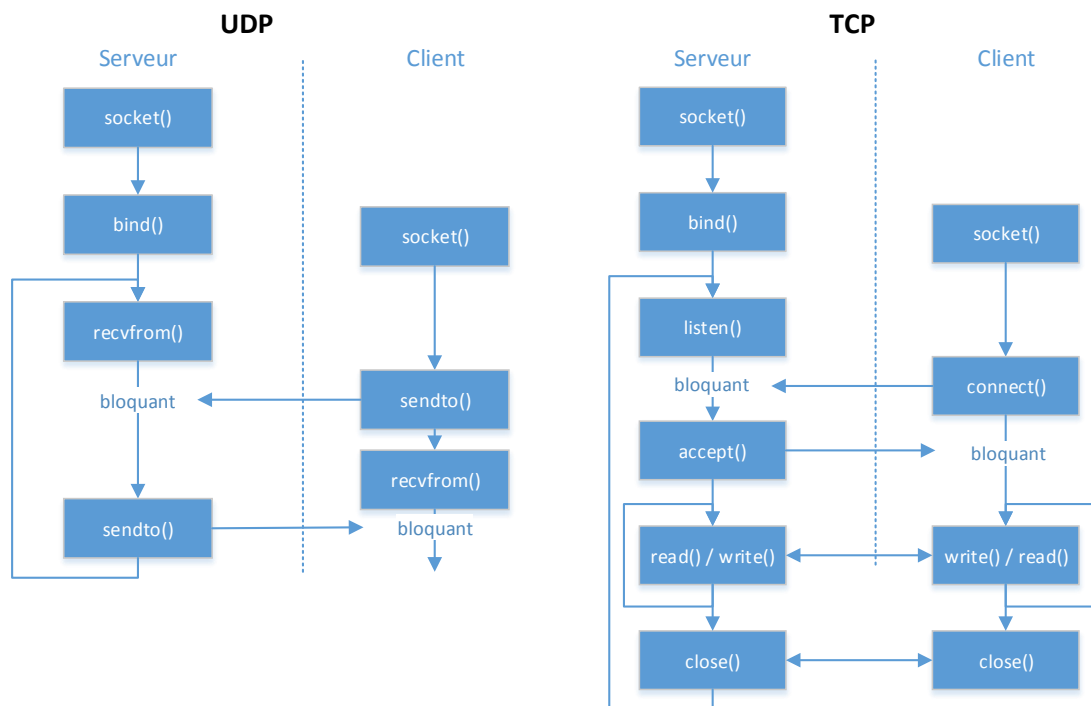 UDP
Serveur
Client
socket()
bind()
socket()
recvfrom()
bloquant
sendto()
recvfrom()
sendto()
bloquant
TCP
Serveur
Client
socket()
bind()
socket()
listen()
bloquant
connect()
accept()
bloquant
read() / write()
write() / read()
close()
close()